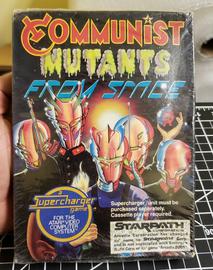 COMMUNIST
MUTANTS
FROM SPACE
Supercharger unit must be
purchased separately.
Cassette player required.
Supercharger
game
FOR THE
ATARI VIDEO
COMPUTER
SYSTEM
STARPATH